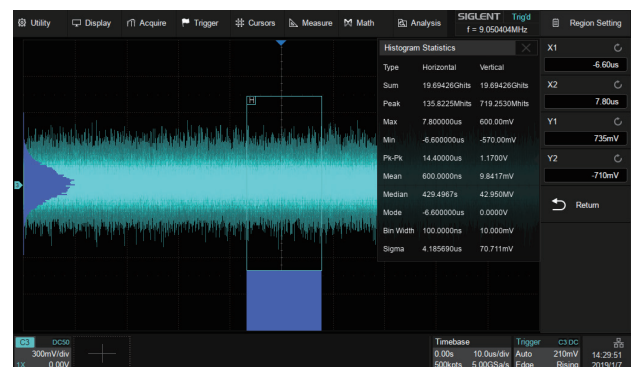 Utility Display Acquire Trigger Cursors Measure Math Analysis SIGLENT Trig'd Region Setting
f = 9.050404MHz
Histogram Statistics
Type Horizontal Vertical
Sum 19.69426Ghits 19.69426Ghits
Peak 135.8225Mhits 719.2530Mhits
Max 7.800000us 600.00mV
Min -6.600000us -570.00mV
Pk-Pk 14.40000us 1.1700V
Mean 600.0000ns 9.8417mV
Median 429.4967s 42.950MV
Mode -6.600000us 0.0000V
Bin Width 100.0000ns 10.000mV
Sigma 4.185690us 70.711mV
X1
-6.60us
X2
7.80us
Y1
735mV
Y2
-710mV
Return
H
C3 DC50
300mV/div
1X 0.00V
Timebase
0.00s 10.0us/div
500kpts 5.00GSa/s
Trigger C3 DC
Auto 210mV
Edge Rising
14:29:51
2019/1/7